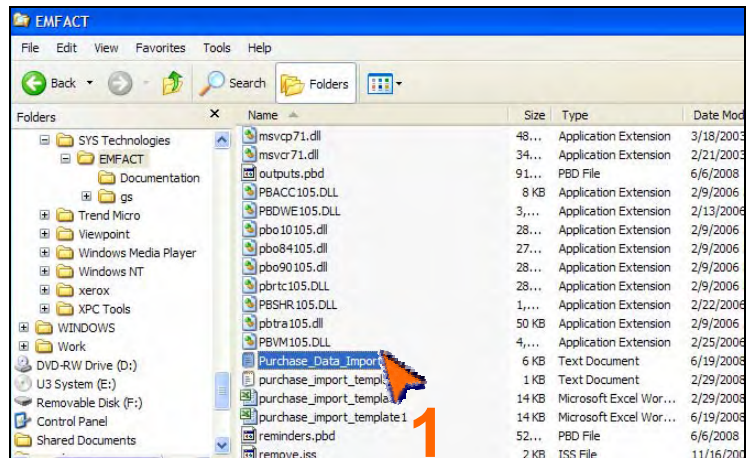 EMFACT
File Edit View Favorites Tools Help
Back Search Folders
Folders X Name Size Type Date Mod
SYS Technologies
EMFACT
Documentation
gs
Trend Micro
Viewpoint
Windows Media Player
Windows NT
xerox
XPC Tools
WINDOWS
Work
DVD-RW Drive (D:)
U3 System (E:)
Removable Disk (F:)
Control Panel
Shared Documents
msvcp71.dll 48... Application Extension 3/18/2003
msvcr71.dll 34... Application Extension 2/21/2003
outputs.pbd 91... PBD File 6/6/2008
PBACC105.DLL 8 KB Application Extension 2/9/2006
PBDWE105.DLL 3,... Application Extension 2/13/2006
pbo10105.dll 28... Application Extension 2/9/2006
pbo84105.dll 27... Application Extension 2/9/2006
pbo90105.dll 28... Application Extension 2/9/2006
pbrtc105.DLL 28... Application Extension 2/9/2006
PBSHR105.DLL 1,... Application Extension 2/22/2006
pbtra105.dll 50 KB Application Extension 2/9/2006
PBVM105.DLL 4,... Application Extension 2/25/2006
Purchase_Data_Import 6 KB Text Document 6/19/2008
purchase_import_templ 1 KB Text Document 2/29/2008
purchase_import_templa 14 KB Microsoft Excel Wor... 2/29/2008
purchase_import_template1 14 KB Microsoft Excel Wor... 6/19/2008
reminders.pbd 52... PBD File 6/6/2008
remove.iss 2 KB ISS File 11/16/200
1